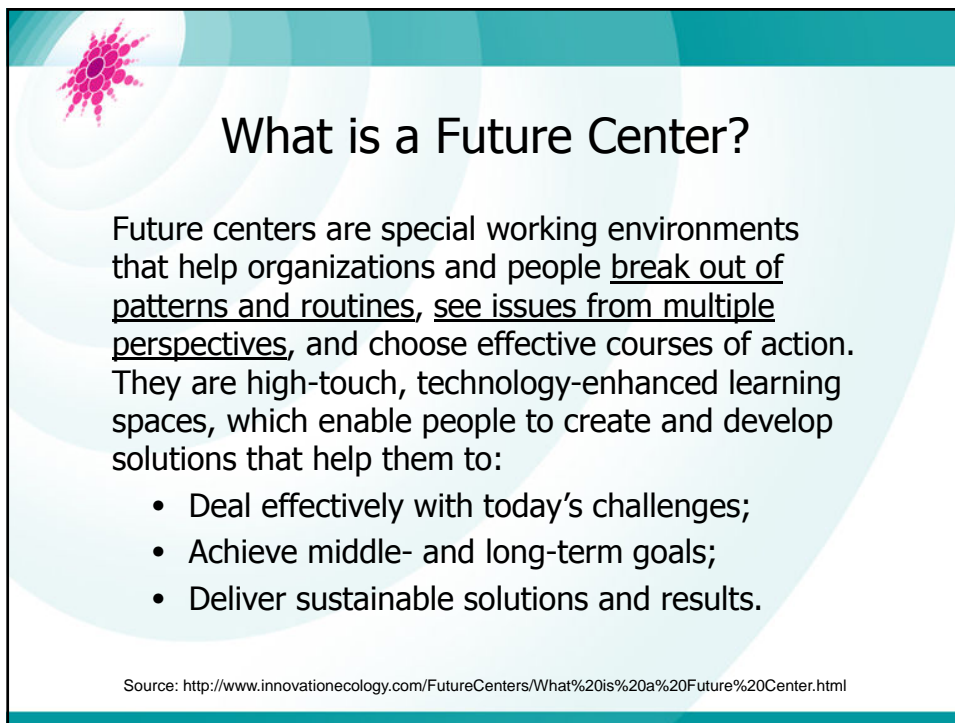 What is a Future Center?
Future centers are special working environments
that help organizations and people break out of
patterns and routines, see issues from multiple
perspectives, and choose effective courses of action.
They are high-touch, technology-enhanced learning
spaces, which enable people to create and develop
solutions that help them to:
• Deal effectively with today’s challenges;
• Achieve middle- and long-term goals;
• Deliver sustainable solutions and results.
Source: http://www.innovationecology.com/FutureCenters/What%20is%20a%20Future%20Center.html